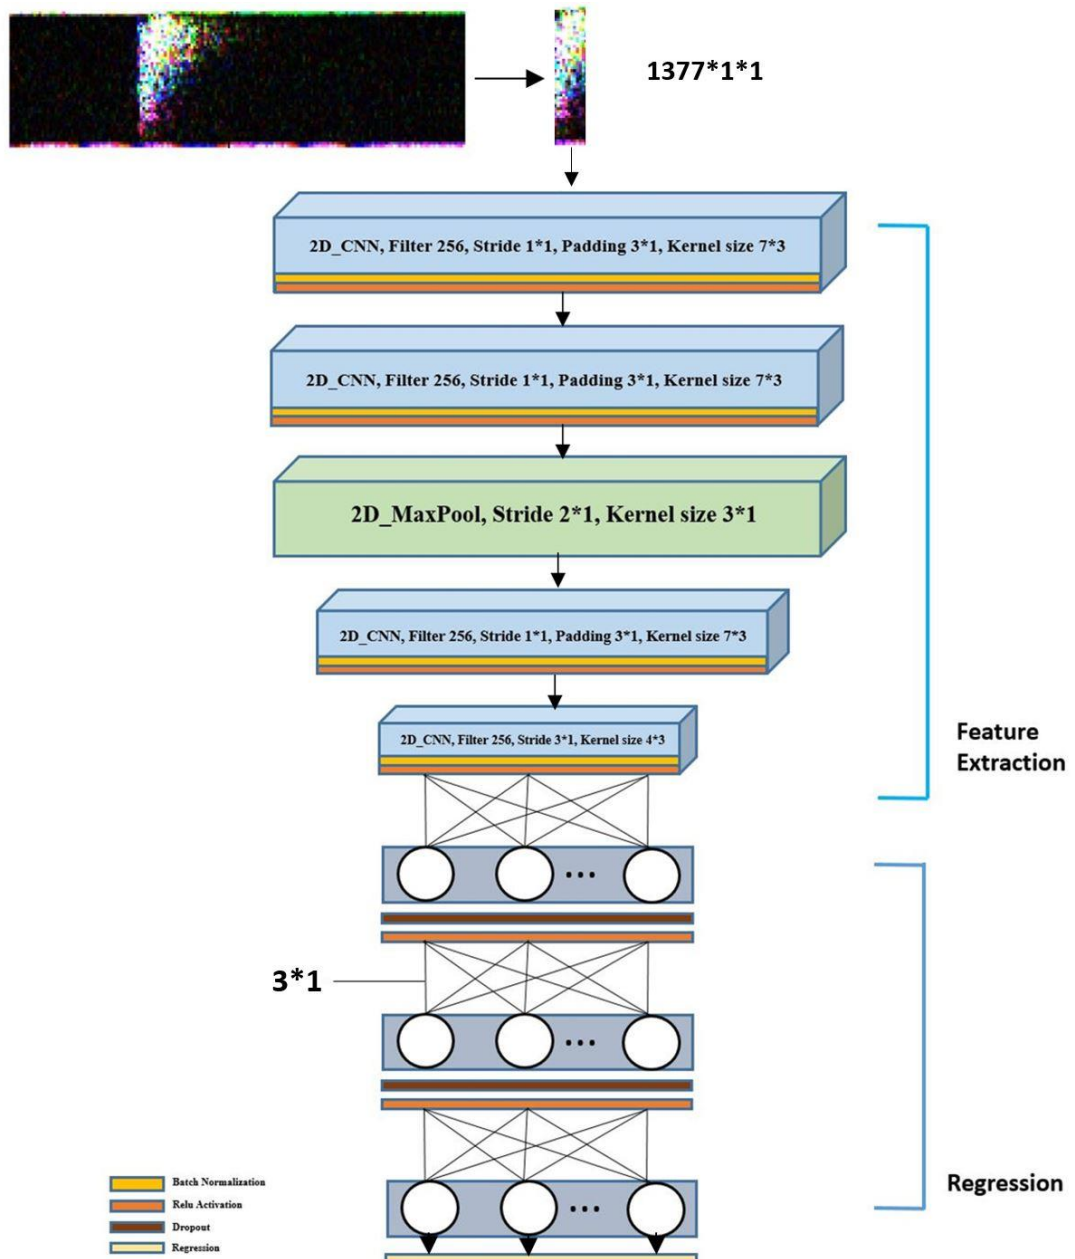 1377*1*1
2D_CNN, Filter 256, Stride 1*1, Padding 3*1, Kernel size 7*3
2D_CNN, Filter 256, Stride 1*1, Padding 3*1, Kernel size 7*3
2D_MaxPool, Stride 2*1, Kernel size 3*1
2D_CNN, Filter 256, Stride 1*1, Padding 3*1, Kernel size 7*3
2D_CNN, Filter 256, Stride 3*1, Kernel size 4*3
Feature
Extraction
3*1
Regression
Batch Normalization
Relu Activation
Dropout
Regression